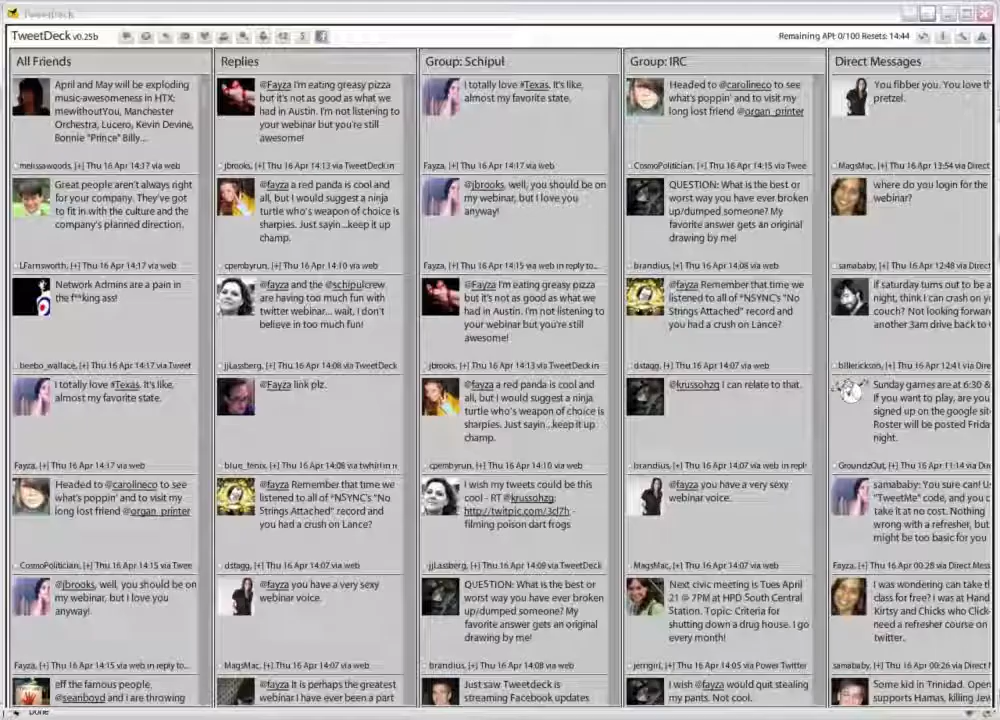 TweetDeck
TweetDeck v0.25b
Remaining API: 0/100 Resets: 14:44
All Friends
April and May will be exploding
music-awesomeness in HTX:
mewithoutYou, Manchester
Orchestra, Lucero, Kevin Devine,
Bonnie "Prince" Billy...
melissawoods, [+] Thu 16 Apr 14:17 via web
Great people aren't always right
for your company. They've got
to fit in with the culture and the
company's planned direction.
LFarnsworth, [+] Thu 16 Apr 14:17 via web
Network Admins are a pain in
the f**king ass!
beebo_wallace, [+] Thu 16 Apr 14:17 via Tweet
I totally love #Texas. It's like,
almost my favorite state.
Fayza, [+] Thu 16 Apr 14:17 via web
Headed to @carolineco to see
what's poppin' and to visit my
long lost friend @organ_printer
CosmoPolitician, [+] Thu 16 Apr 14:15 via Twee
@jbrooks, well, you should be on
my webinar, but I love you
anyway!
Fayza, [+] Thu 16 Apr 14:15 via web in reply to...
eff the famous people.
@seanboyd and i are throwing
Replies
@Fayza I'm eating greasy pizza
but it's not as good as what we
had in Austin. I'm not listening to
your webinar but you're still
awesome!
jbrooks, [+] Thu 16 Apr 14:13 via TweetDeck in
@fayza a red panda is cool and
all, but I would suggest a ninja
turtle who's weapon of choice is
sharpies. Just sayin...keep it up
champ.
cpembyrun, [+] Thu 16 Apr 14:10 via web
@fayza and the @schipulcrew
are having too much fun with
twitter webinar... wait, I don't
believe in too much fun!
jjLassberg, [+] Thu 16 Apr 14:08 via TweetDeck
@Fayza link plz.
blue_fenix, [+] Thu 16 Apr 14:08 via twhirl in r
@fayza Remember that time we
listened to all of *NSYNC's "No
Strings Attached" record and
you had a crush on Lance?
dstagg, [+] Thu 16 Apr 14:07 via web
@fayza you have a very sexy
webinar voice.
MagsMac, [+] Thu 16 Apr 14:07 via web
@fayza It is perhaps the greatest
webinar I have ever been a part
Group: Schipul
I totally love #Texas. It's like,
almost my favorite state.
Fayza, [+] Thu 16 Apr 14:17 via web
@jbrooks, well, you should be on
my webinar, but I love you
anyway!
Fayza, [+] Thu 16 Apr 14:15 via web in reply to...
@Fayza I'm eating greasy pizza
but it's not as good as what we
had in Austin. I'm not listening to
your webinar but you're still
awesome!
jbrooks, [+] Thu 16 Apr 14:13 via TweetDeck in
@fayza a red panda is cool and
all, but I would suggest a ninja
turtle who's weapon of choice is
sharpies. Just sayin...keep it up
champ.
cpembyrun, [+] Thu 16 Apr 14:10 via web
I wish my tweets could be this
cool - RT @krussohzg:
http://twitpic.com/3cl7h -
filming poison dart frogs
jjLassberg, [+] Thu 16 Apr 14:09 via TweetDeck
QUESTION: What is the best or
worst way you have ever broken
up/dumped someone? My
favorite answer gets an original
drawing by me!
brandius, [+] Thu 16 Apr 14:08 via web
Just saw Tweetdeck is
streaming Facebook updates
Group: IRC
Headed to @carolineco to see
what's poppin' and to visit my
long lost friend @organ_printer
CosmoPolitician, [+] Thu 16 Apr 14:15 via Twee
QUESTION: What is the best or
worst way you have ever broken
up/dumped someone? My
favorite answer gets an original
drawing by me!
brandius, [+] Thu 16 Apr 14:08 via web
@fayza Remember that time we
listened to all of *NSYNC's "No
Strings Attached" record and
you had a crush on Lance?
dstagg, [+] Thu 16 Apr 14:07 via web
@krussohzg I can relate to that.
brandius, [+] Thu 16 Apr 14:07 via web in repl
@fayza you have a very sexy
webinar voice.
MagsMac, [+] Thu 16 Apr 14:07 via web
Next civic meeting is Tues April
21 @ 7PM at HPD South Central
Station. Topic: Criteria for
shutting down a drug house. I go
every month!
jerrigirl, [+] Thu 16 Apr 14:05 via Power Twitter
I wish @fayza would quit stealing
my pants. Not cool.
Direct Messages
You fibber you. You love th
pretzel.
MagsMac, [+] Thu 16 Apr 13:54 via Direct
where do you login for the
webinar?
samababy, [+] Thu 16 Apr 12:48 via Direct
if saturday turns out to be a
night, think I can crash on yo
couch? Not looking forward
another 3am drive back to
billerickson, [+] Thu 16 Apr 12:41 via Dire
Sunday games are at 6:30 &
If you want to play, are you
signed up on the google sit
Roster will be posted Frida
night.
GroundzOut, [+] Thu 16 Apr 11:14 via Dire
samababy: You sure can! U
"TweetMe" code, and you c
take it at no cost. Nothing
wrong with a refresher, but
might be too basic for you
Fayza, [+] Thu 16 Apr 00:28 via Direct Mess
I was wondering can take th
class for free? I was at Hand
Kirtsy and Chicks who Click
need a refresher course on
twitter.
samababy, [+] Thu 16 Apr 00:26 via Direct
Some kid in Trinidad. Open
supports Hamas, killing Jew
Done